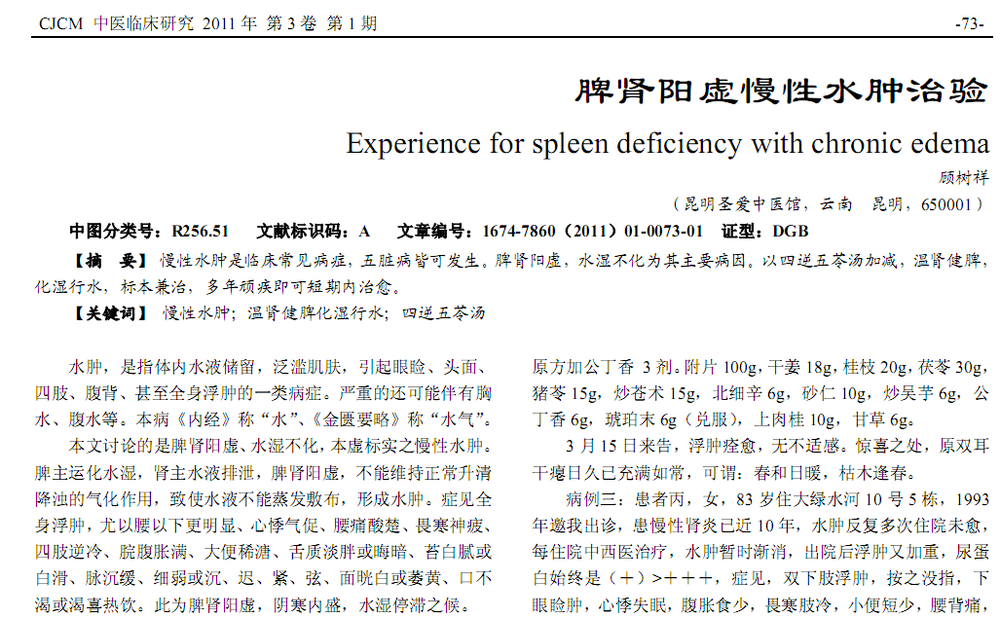 CJCM 中医临床研究 2011 年 第 3 卷 第 1 期 -73-
脾肾阳虚慢性水肿治验
Experience for spleen deficiency with chronic edema
顾树祥
（昆明圣爱中医馆，云南 昆明，650001）
中图分类号：R256.51 文献标识码：A 文章编号：1674-7860（2011）01-0073-01 证型：DGB
【摘 要】 慢性水肿是临床常见病症，五脏病皆可发生。脾肾阳虚，水湿不化为其主要病因。以四逆五苓汤加减，温肾健脾，
化湿行水，标本兼治，多年顽疾即可短期内治愈。
【关键词】 慢性水肿；温肾健脾化湿行水；四逆五苓汤
水肿，是指体内水液储留，泛滥肌肤，引起眼睑、头面、
四肢、腹背、甚至全身浮肿的一类病症。严重的还可能伴有胸
水、腹水等。本病《内经》称“水”、《金匮要略》称“水气”。
本文讨论的是脾肾阳虚、水湿不化，本虚标实之慢性水肿。
脾主运化水湿，肾主水液排泄，脾肾阳虚，不能维持正常升清
降浊的气化作用，致使水液不能蒸发敷布，形成水肿。症见全
身浮肿，尤以腰以下更明显、心悸气促、腰痛酸楚、畏寒神疲、
四肢逆冷、脘腹胀满、大便稀溏、舌质淡胖或晦暗、苔白腻或
白滑、脉沉缓、细弱或沉、迟、紧、弦、面㿠白或萎黄、口不
渴或渴喜热饮。此为脾肾阳虚，阴寒内盛，水湿停滞之候。
原方加公丁香 3 剂。附片 100g，干姜 18g，桂枝 20g，茯苓 30g，
猪苓 15g，炒苍术 15g，北细辛 6g，砂仁 10g，炒吴芋 6g，公
丁香 6g，琥珀末 6g（兑服），上肉桂 10g，甘草 6g。
3 月 15 日来告，浮肿痊愈，无不适感。惊喜之处，原双耳
干瘪日久已充满如常，可谓：春和日暖，枯木逢春。
病例三：患者丙，女，83 岁住大绿水河 10 号 5 栋，1993
年邀我出诊，患慢性肾炎已近 10 年，水肿反复多次住院未愈，
每住院中西医治疗，水肿暂时渐消，出院后浮肿又加重，尿蛋
白始终是（＋）>＋＋＋，症见，双下肢浮肿，按之没指，下
眼睑肿，心悸失眠，腹胀食少，畏寒肢冷，小便短少，腰背痛，